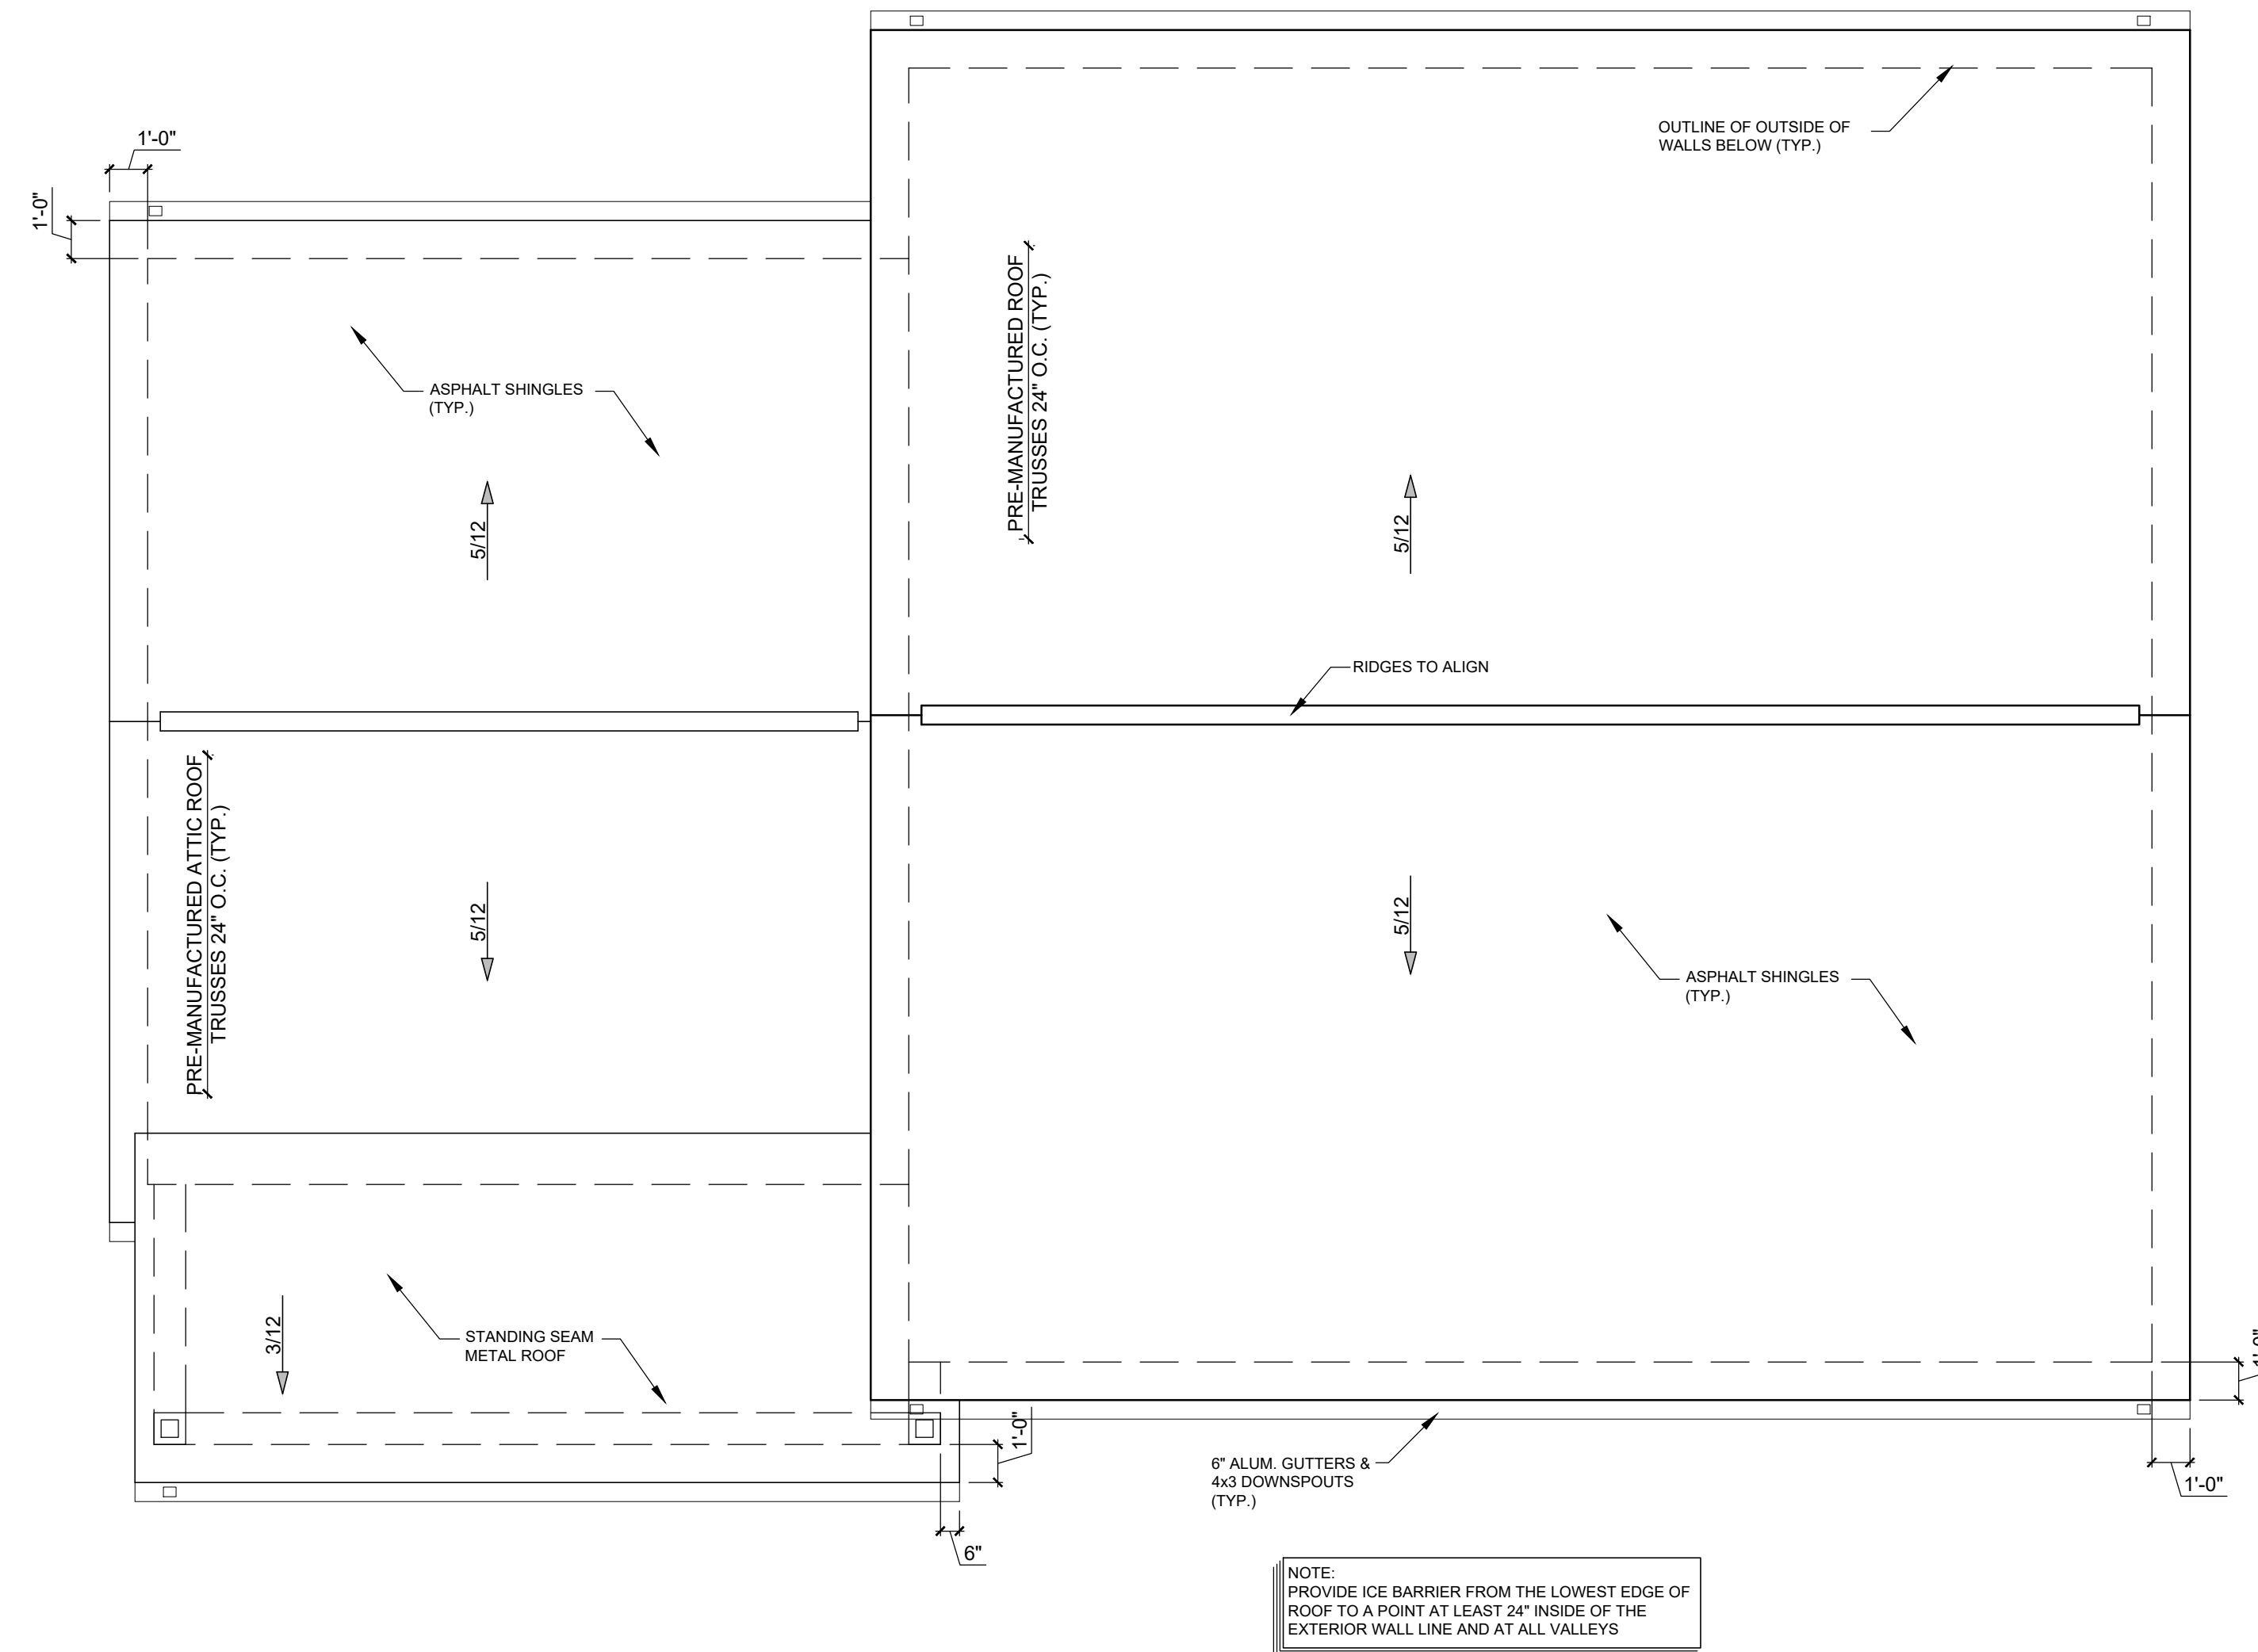 1'-0"
1'-0"
OUTLINE OF OUTSIDE OF
WALLS BELOW (TYP.)
PRE-MANUFACTURED ROOF
TRUSSES 24" O.C. (TYP.)
ASPHALT SHINGLES
(TYP.)
5/12
5/12
RIDGES TO ALIGN
PRE-MANUFACTURED ATTIC ROOF
TRUSSES 24" O.C. (TYP.)
5/12
5/12
ASPHALT SHINGLES
(TYP.)
3/12
STANDING SEAM
METAL ROOF
1'-0"
1'-0"
6" ALUM. GUTTERS &
4x3 DOWNSPOUTS
(TYP.)
1'-0"
6"
NOTE:
PROVIDE ICE BARRIER FROM THE LOWEST EDGE OF
ROOF TO A POINT AT LEAST 24" INSIDE OF THE
EXTERIOR WALL LINE AND AT ALL VALLEYS